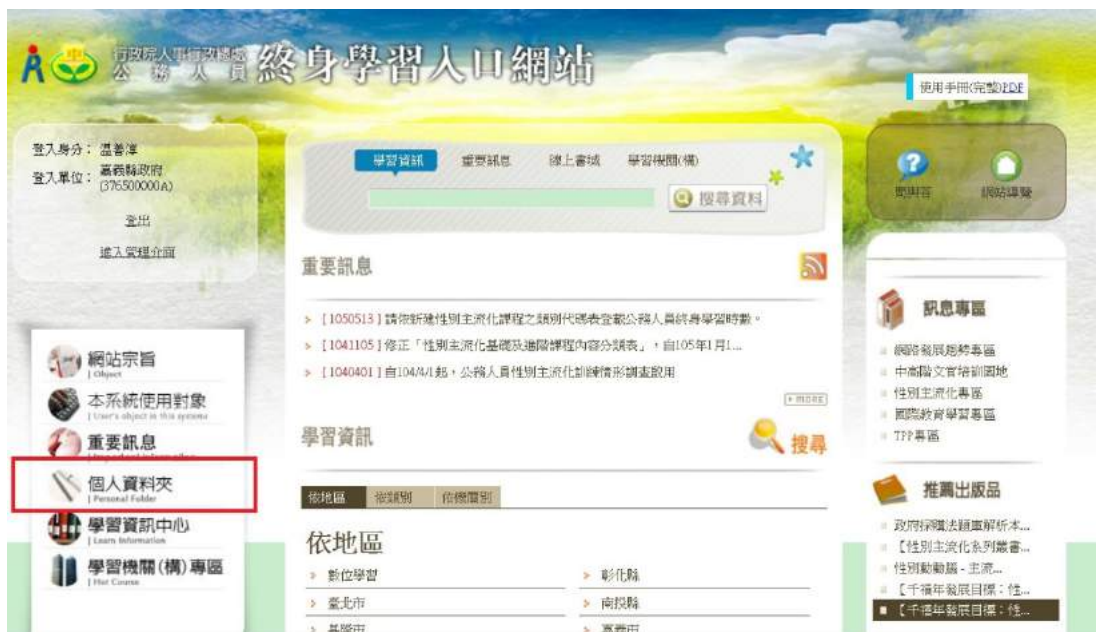 行政院人事行政總處
公務人員
終身學習入口網站
使用手冊(完整)PDF
登入身分：溫善淳
登入單位：嘉義縣政府
(376500000A)
登出
進入管理介面
學習資訊 重要訊息 線上書城 學習機關(構)
搜尋資料
問與答 網站導覽
重要訊息
[1050513] 請依新建性別主流化課程之類別代碼表登載公務人員終身學習時數。
[1041105] 修正「性別主流化基礎及進階課程內容分類表」，自105年1月1...
[1040401] 自104/4/1起，公務人員性別主流化訓練情形調查啟用
MORE
學習資訊
搜尋
依地區 依類別 依機關別
依地區
數位學習
彰化縣
臺北市
南投縣
基隆市
嘉義市
網站宗旨
Object
本系統使用對象
User's object in this systems
重要訊息
個人資料夾
Personal Folder
學習資訊中心
Learn Information
學習機關(構)專區
Hot Course
訊息專區
網路發展趨勢專區
中高階文官培訓園地
性別主流化專區
國際教育學習專區
TPP專區
推薦出版品
政府採購法題庫解析本...
【性別主流化系列叢書...
性別動動腦 - 主流...
【千禧年發展目標：性...
【千禧年發展目標：性...